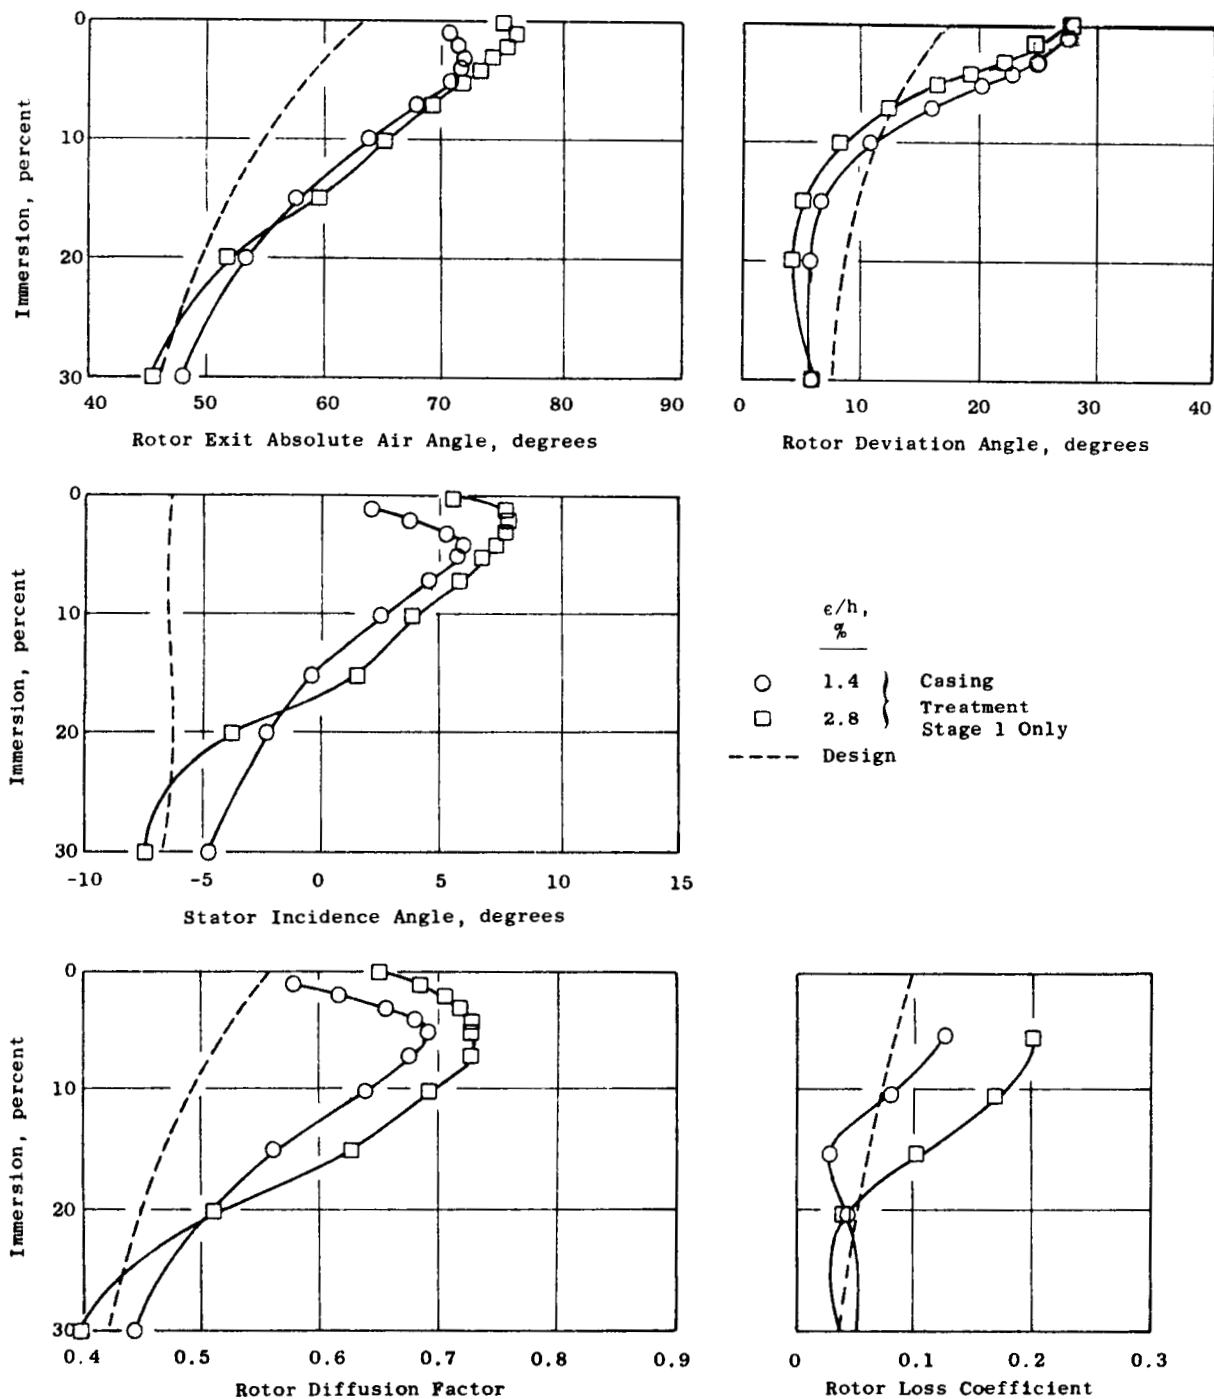 0
10
20
30
Immersion, percent
40 50 60 70 80 90
Rotor Exit Absolute Air Angle, degrees
0 10 20 30 40
Rotor Deviation Angle, degrees
0
10
20
30
Immersion, percent
-10 -5 0 5 10 15
Stator Incidence Angle, degrees
ϵ/h,
%
1.4 } Casing
Treatment
2.8 Stage 1 Only
Design
0
10
20
30
Immersion, percent
0.4 0.5 0.6 0.7 0.8 0.9
Rotor Diffusion Factor
0 0.1 0.2 0.3
Rotor Loss Coefficient